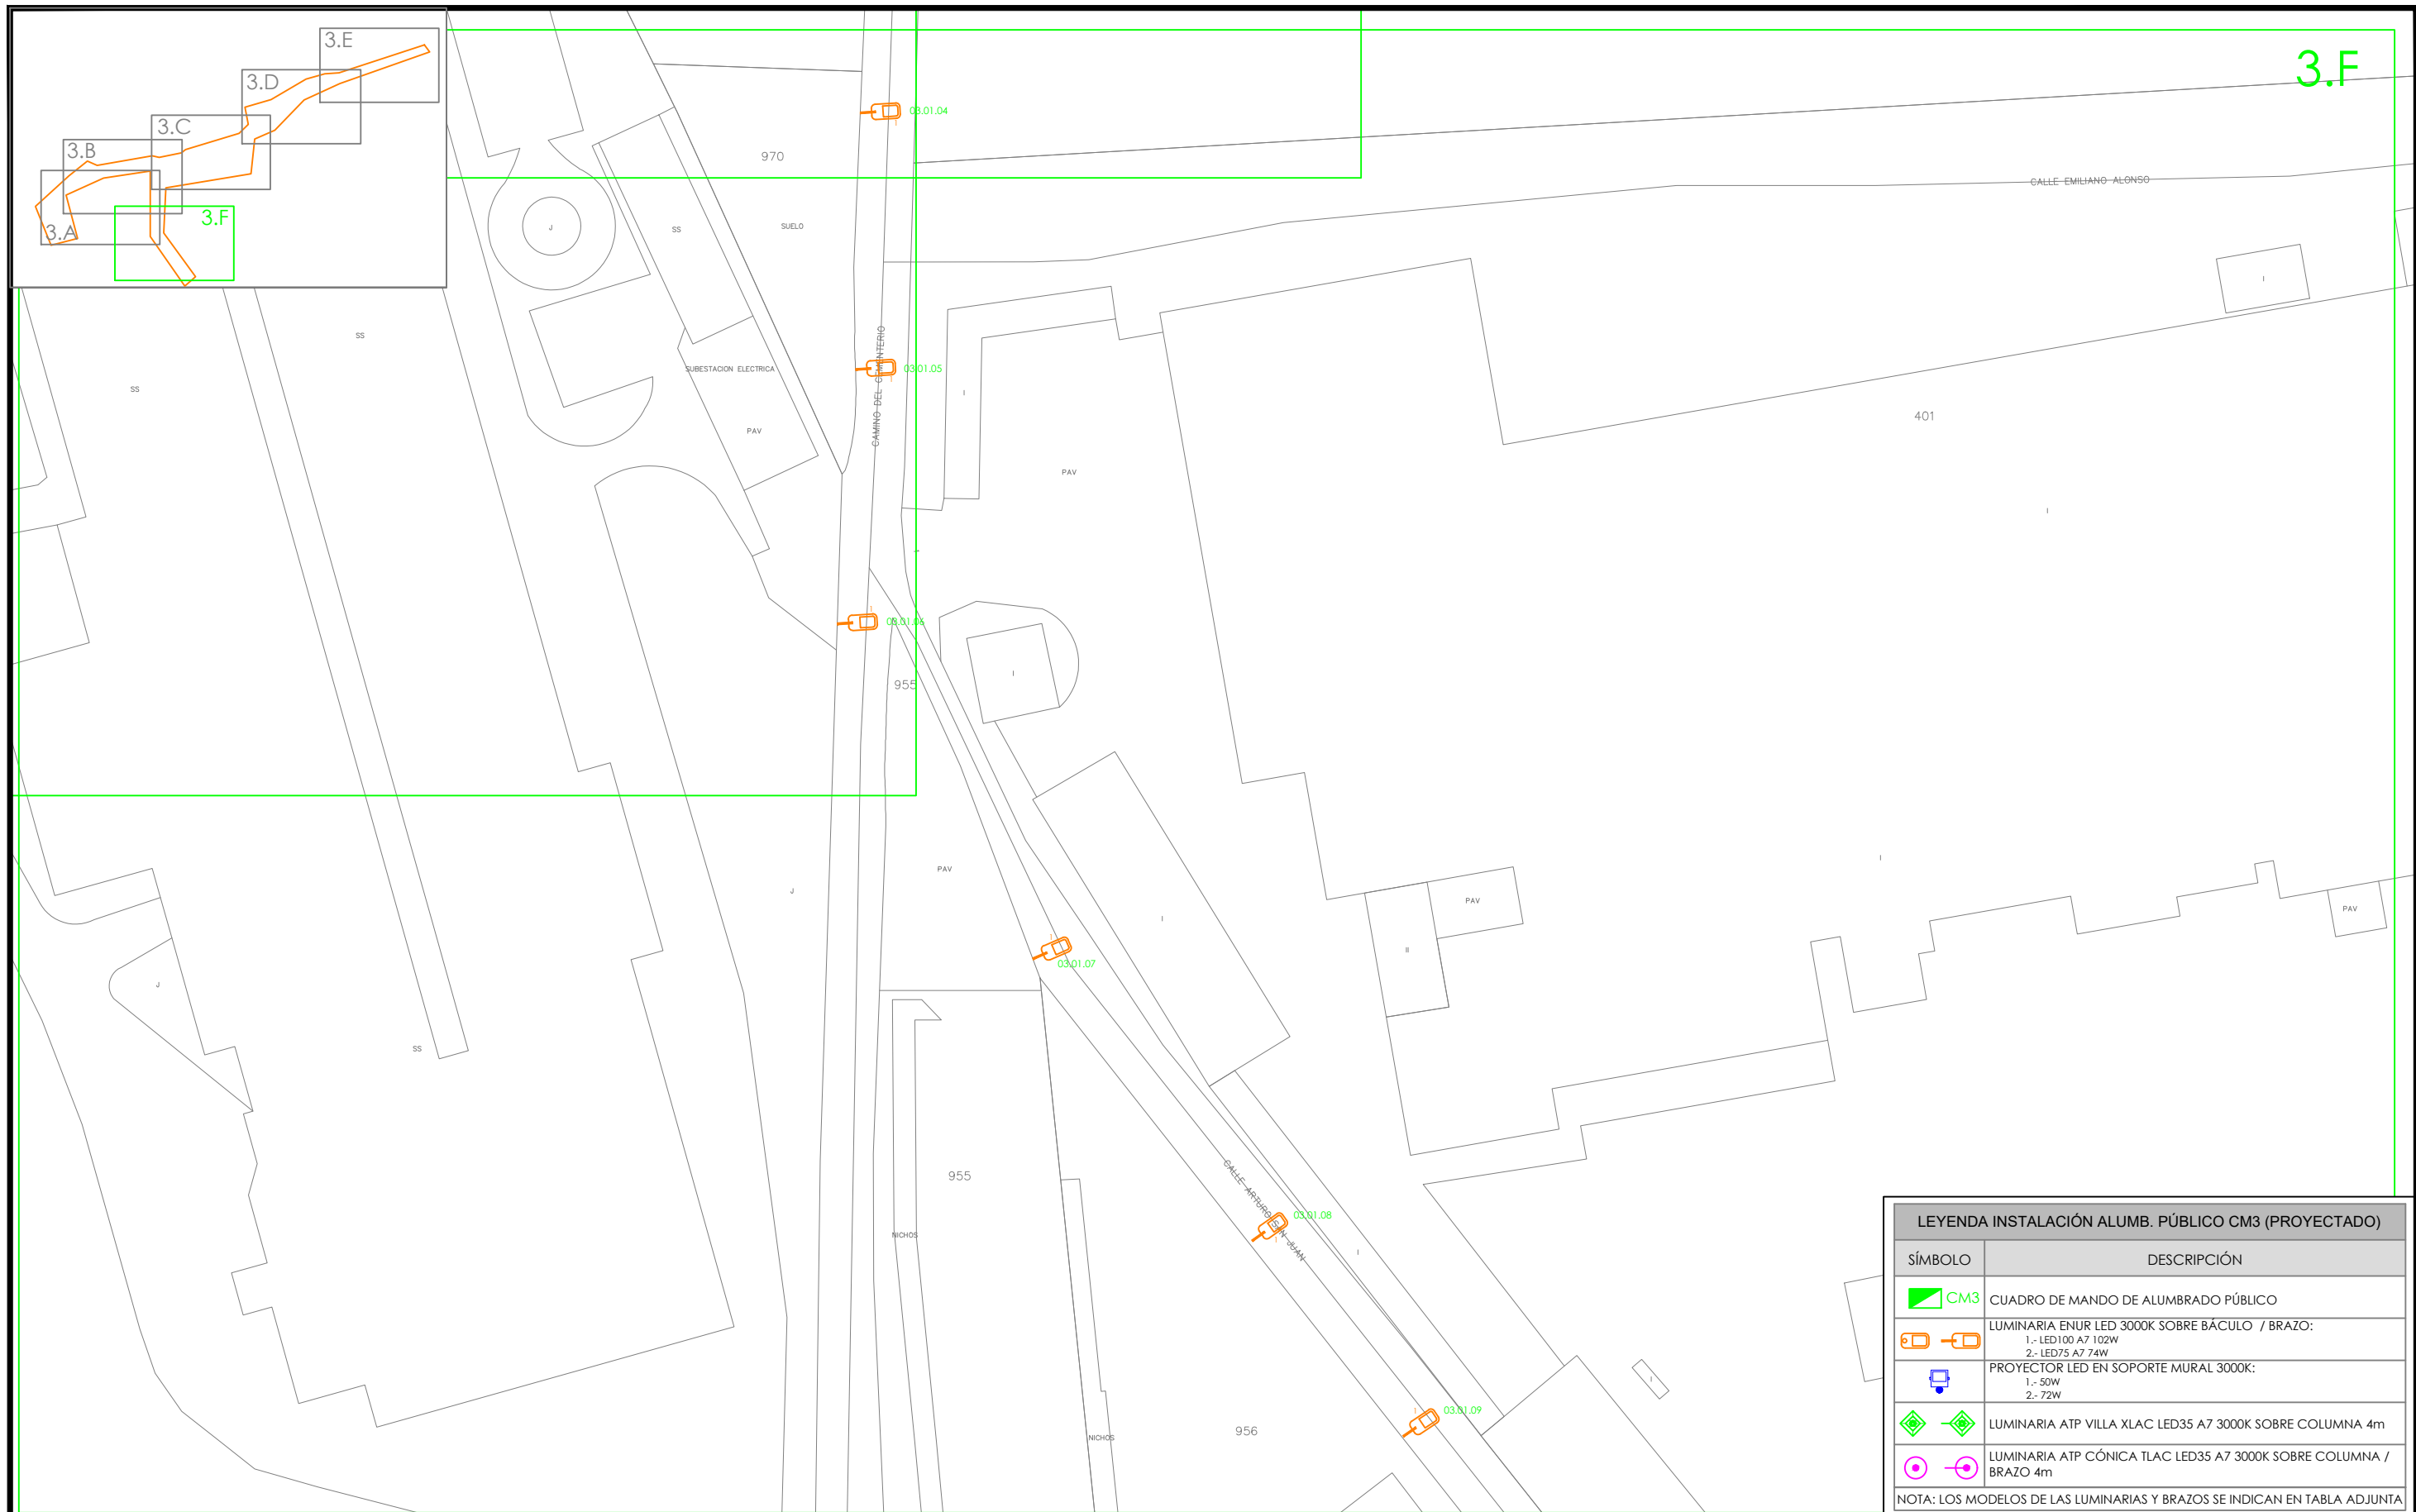 3.E
3.D
3.C
3.B
3.A
3.F
3.F
03.01.04
970
CALLE EMILIANO ALONSO
J
SS
SUELO
I
SS
SS
SUBESTACION ELECTRICA
CAMINO DEL CEMENTERIO
03.01.05
I
401
PAV
PAV
I
J
03.01.06
I
955
I
PAV
J
I
PAV
PAV
I
II
03.01.07
J
SS
955
CALLE ARTURO SAN JUAN
03.01.08
NICHOS
I
I
03.01.09
956
NICHOS
LEYENDA INSTALACIÓN ALUMB. PÚBLICO CM3 (PROYECTADO)
SÍMBOLO DESCRIPCIÓN
CM3 CUADRO DE MANDO DE ALUMBRADO PÚBLICO
LUMINARIA ENUR LED 3000K SOBRE BÁCULO / BRAZO:
1.- LED100 A7 102W
2.- LED75 A7 74W
PROYECTOR LED EN SOPORTE MURAL 3000K:
1.- 50W
2.- 72W
LUMINARIA ATP VILLA XLAC LED35 A7 3000K SOBRE COLUMNA 4m
LUMINARIA ATP CÓNICA TLAC LED35 A7 3000K SOBRE COLUMNA /
BRAZO 4m
NOTA: LOS MODELOS DE LAS LUMINARIAS Y BRAZOS SE INDICAN EN TABLA ADJUNTA